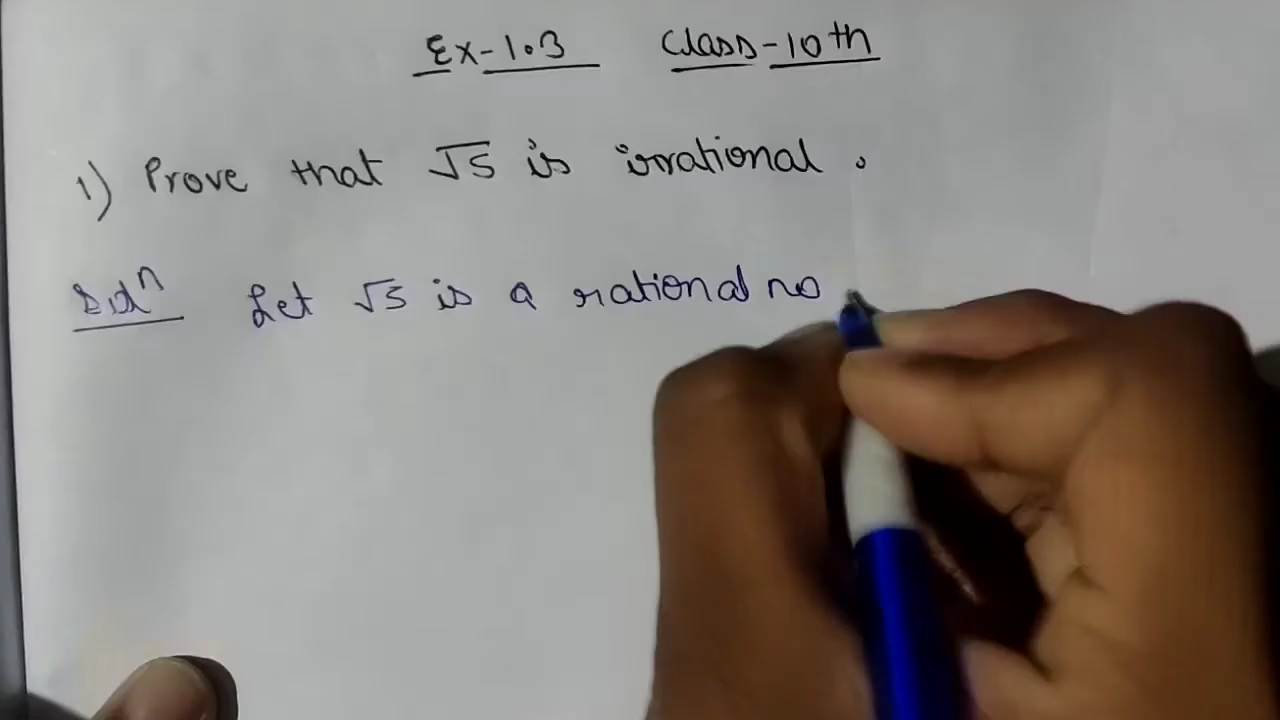 Ex-1.3 Class-10th
1) Prove that √5 is irrational.
Solⁿ Let √5 is a rational no